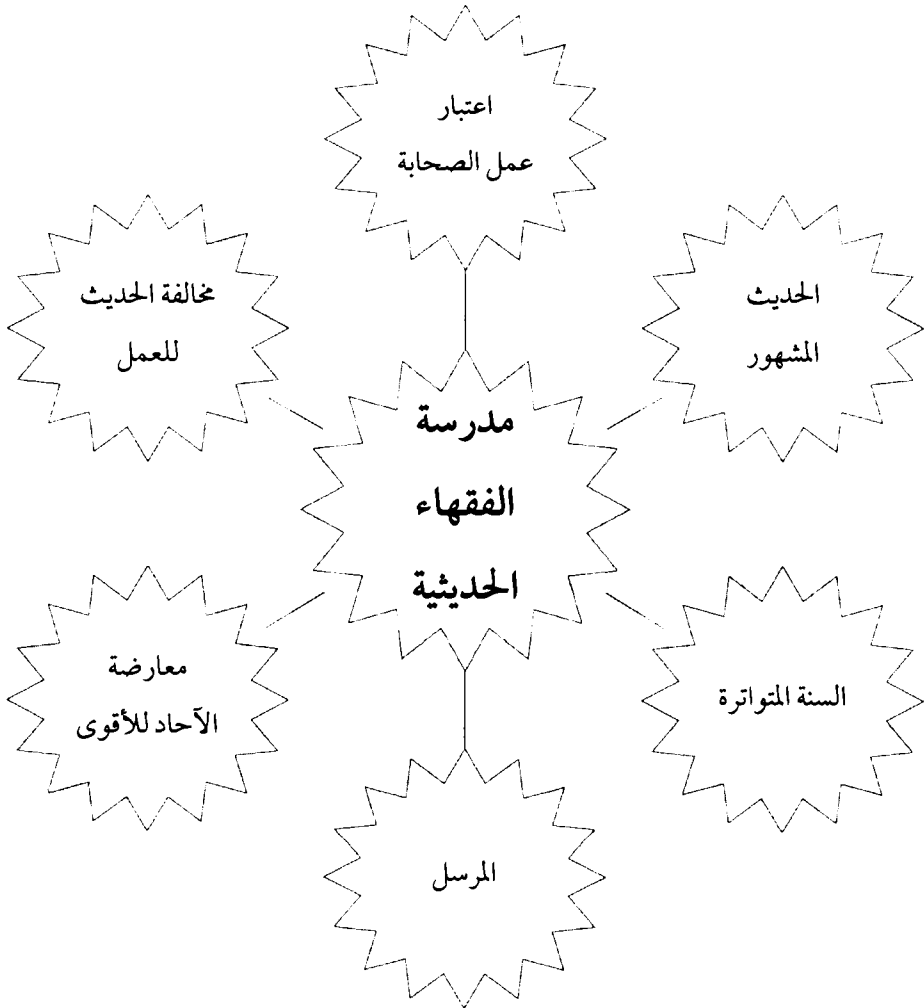 اعتبار
عمل الصحابة
الحديث
المشهور
مخالفة الحديث
للعمل
مدرسة
الفقهاء
الحديثية
السنة المتواترة
معارضة
الآحاد للأقوى
المرسل